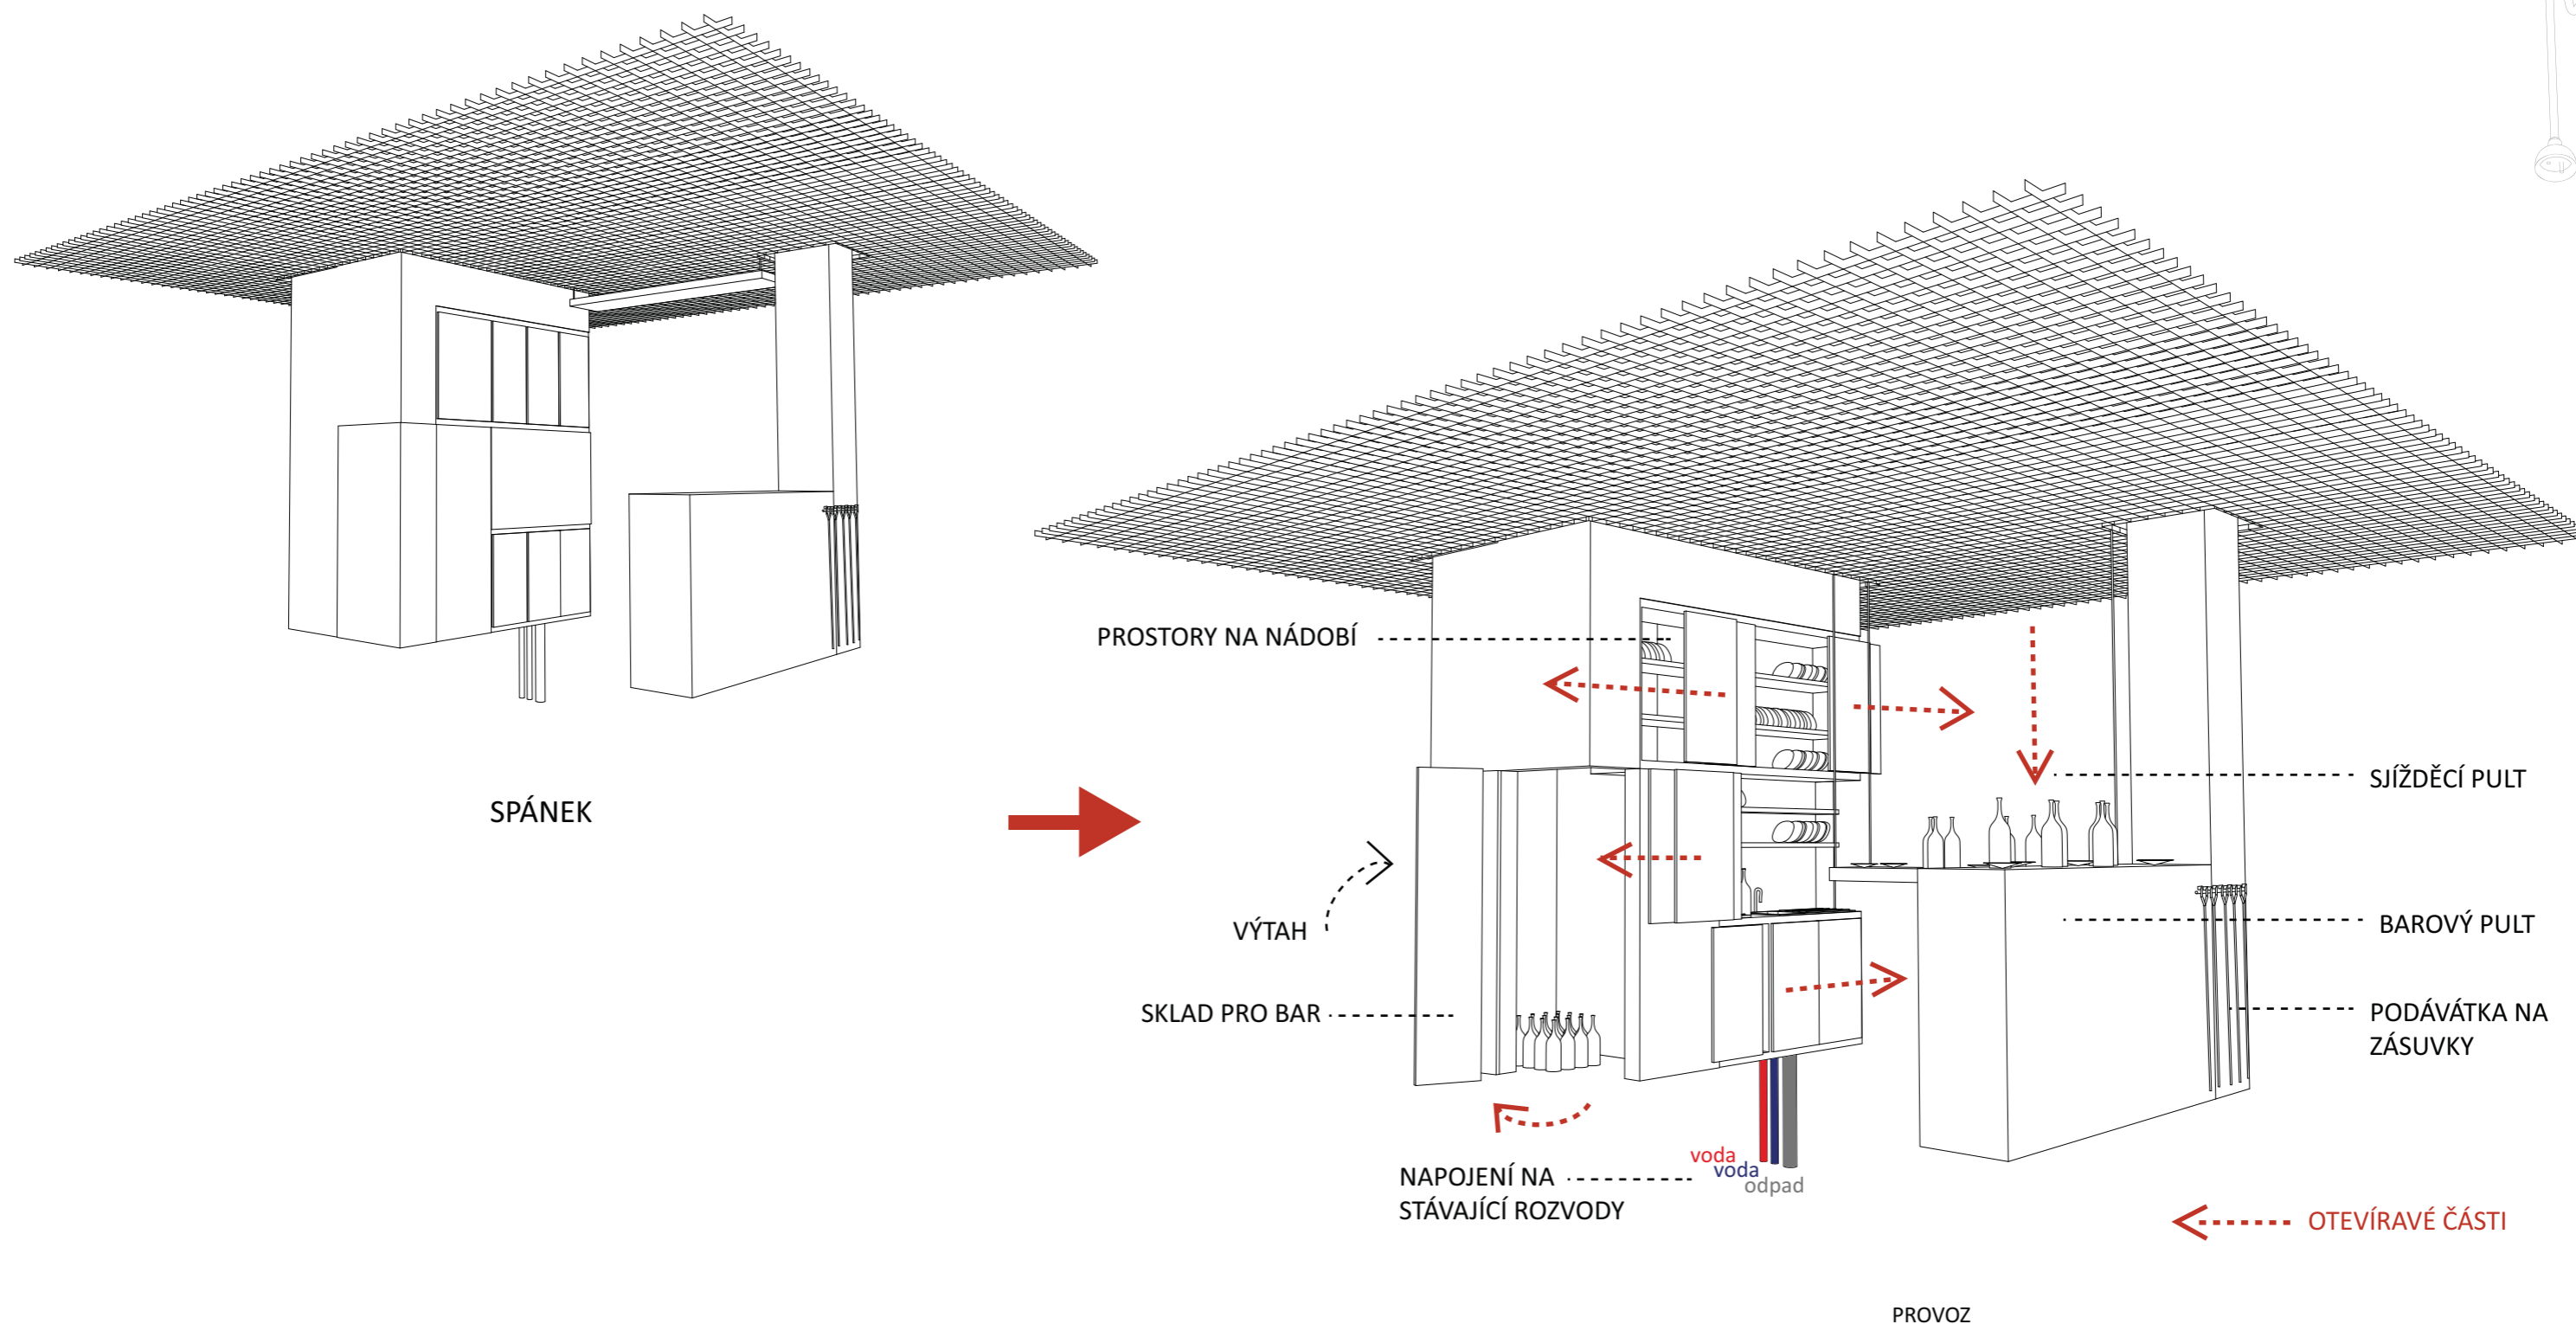 SPÁNEK
PROSTORY NA NÁDOBÍ
SJÍŽDĚCÍ PULT
VÝTAH
BAROVÝ PULT
SKLAD PRO BAR
PODÁVÁTKA NA
ZÁSUVKY
voda
voda
odpad
NAPOJENÍ NA
STÁVAJÍCÍ ROZVODY
OTEVÍRAVÉ ČÁSTI
PROVOZ